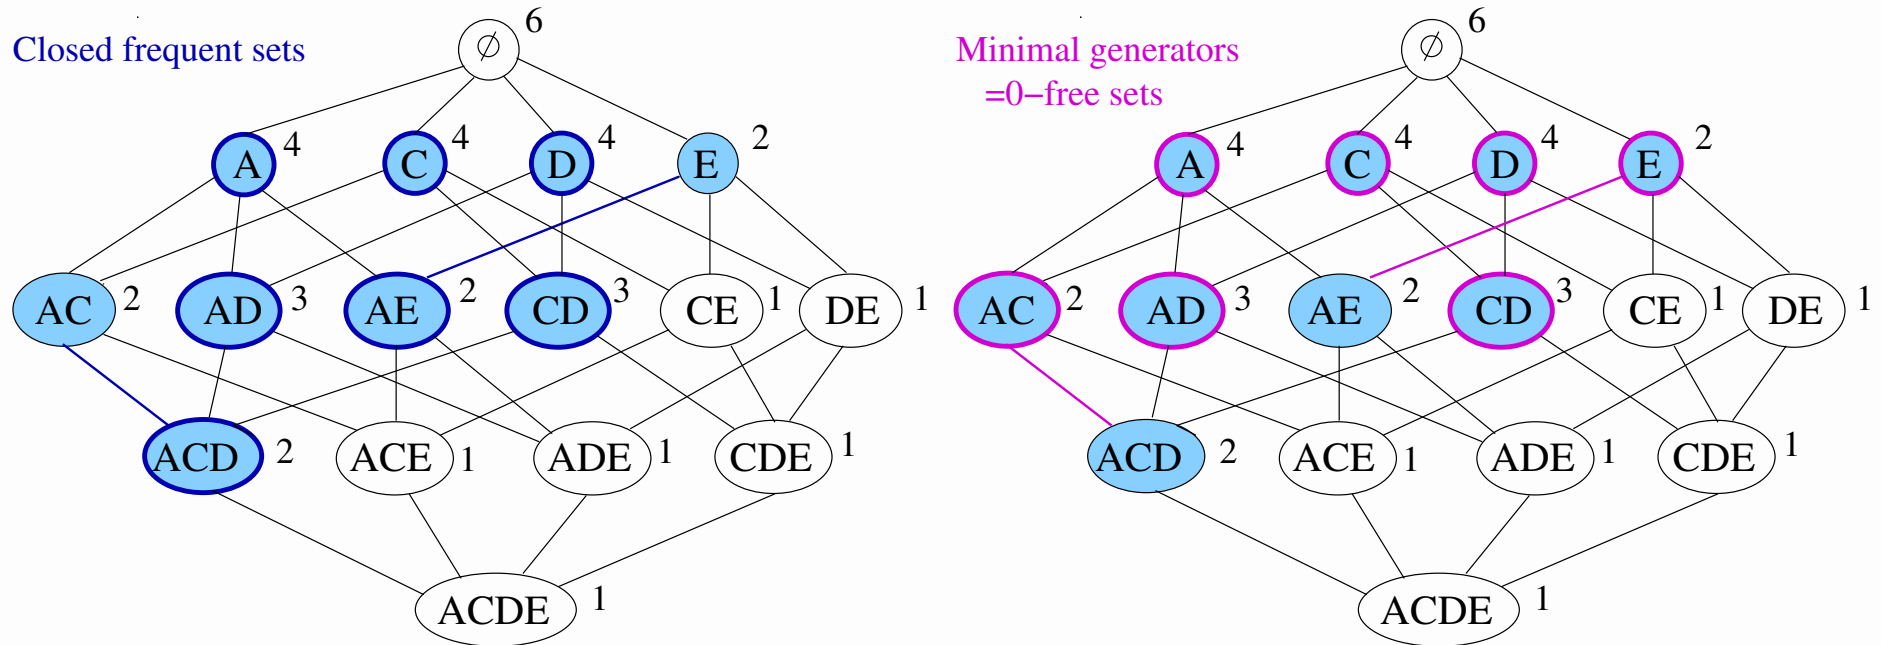 Closed frequent sets
∅ 6
A 4 C 4 D 4 E 2
AC 2 AD 3 AE 2 CD 3 CE 1 DE 1
ACD 2 ACE 1 ADE 1 CDE 1
ACDE 1
Minimal generators
=0−free sets
∅ 6
A 4 C 4 D 4 E 2
AC 2 AD 3 AE 2 CD 3 CE 1 DE 1
ACD 2 ACE 1 ADE 1 CDE 1
ACDE 1